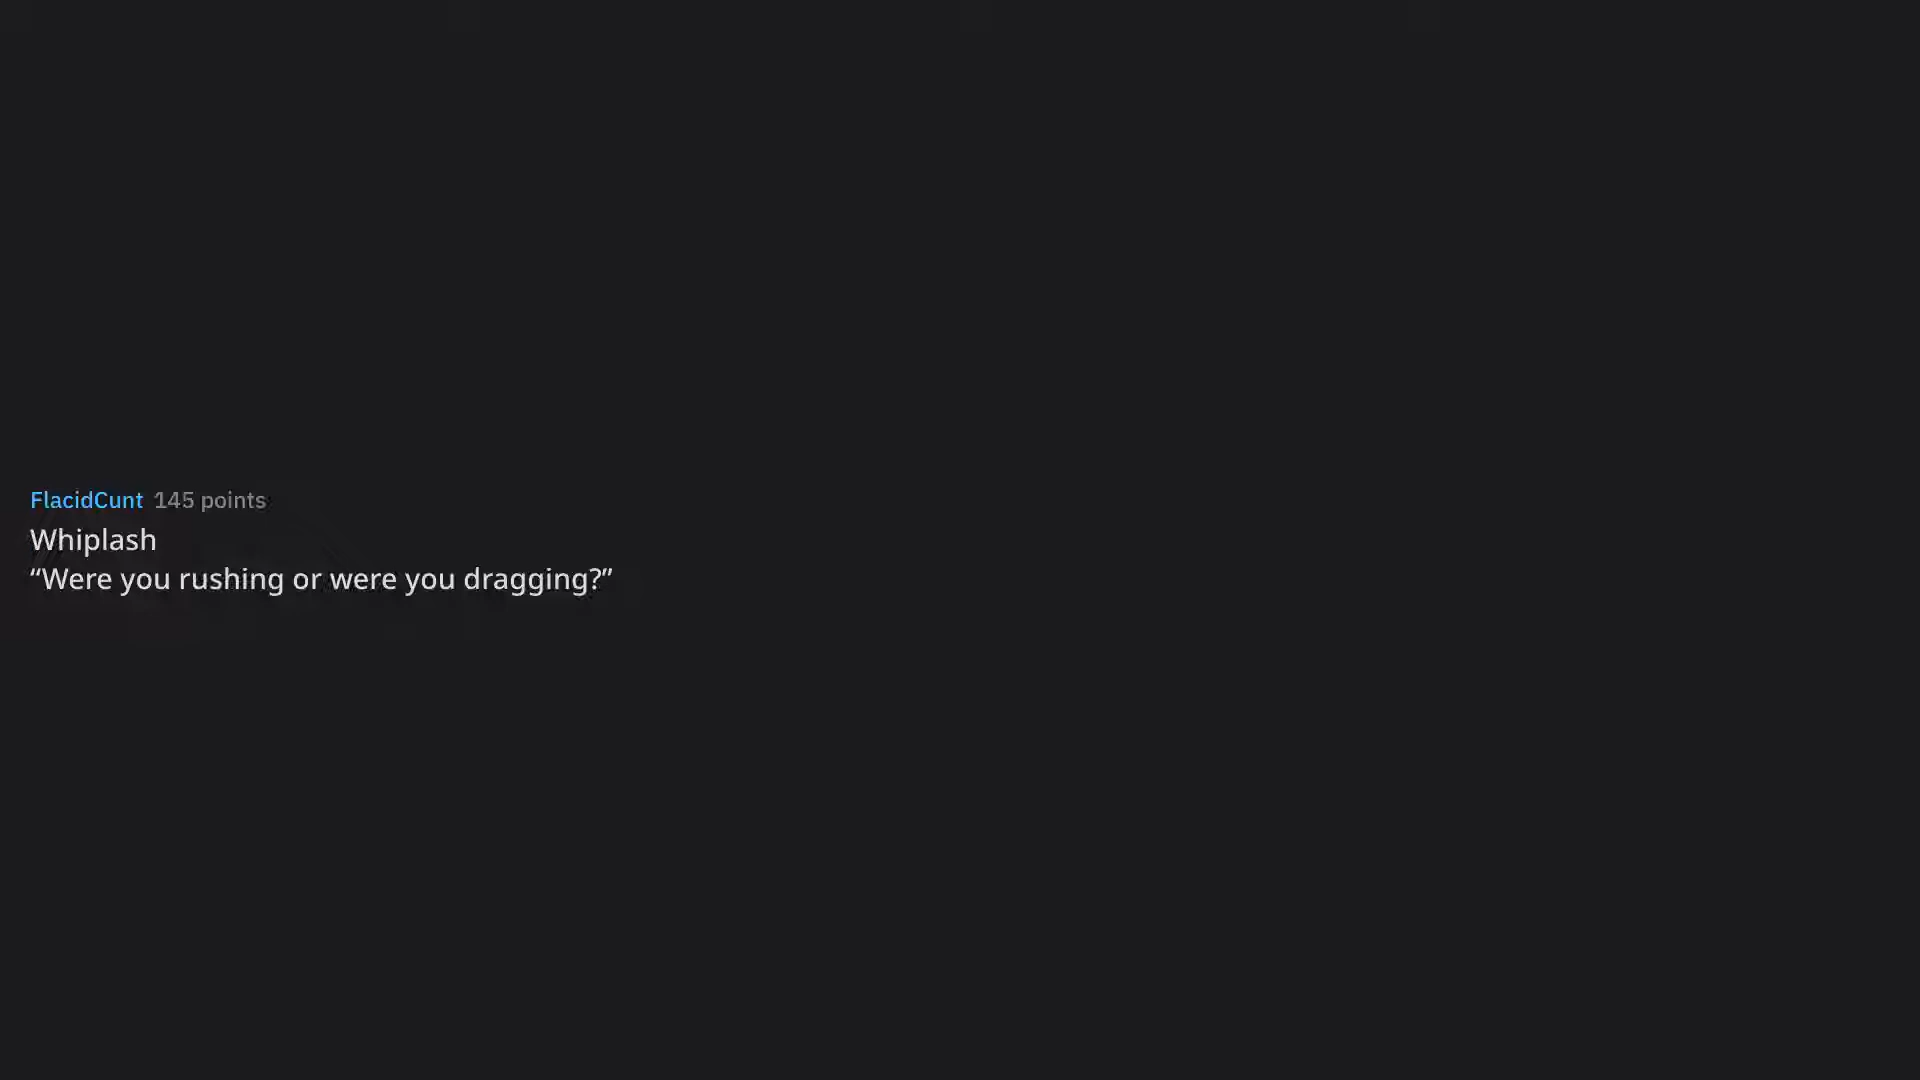 FlacidCunt 145 points
Whiplash
“Were you rushing or were you dragging?”